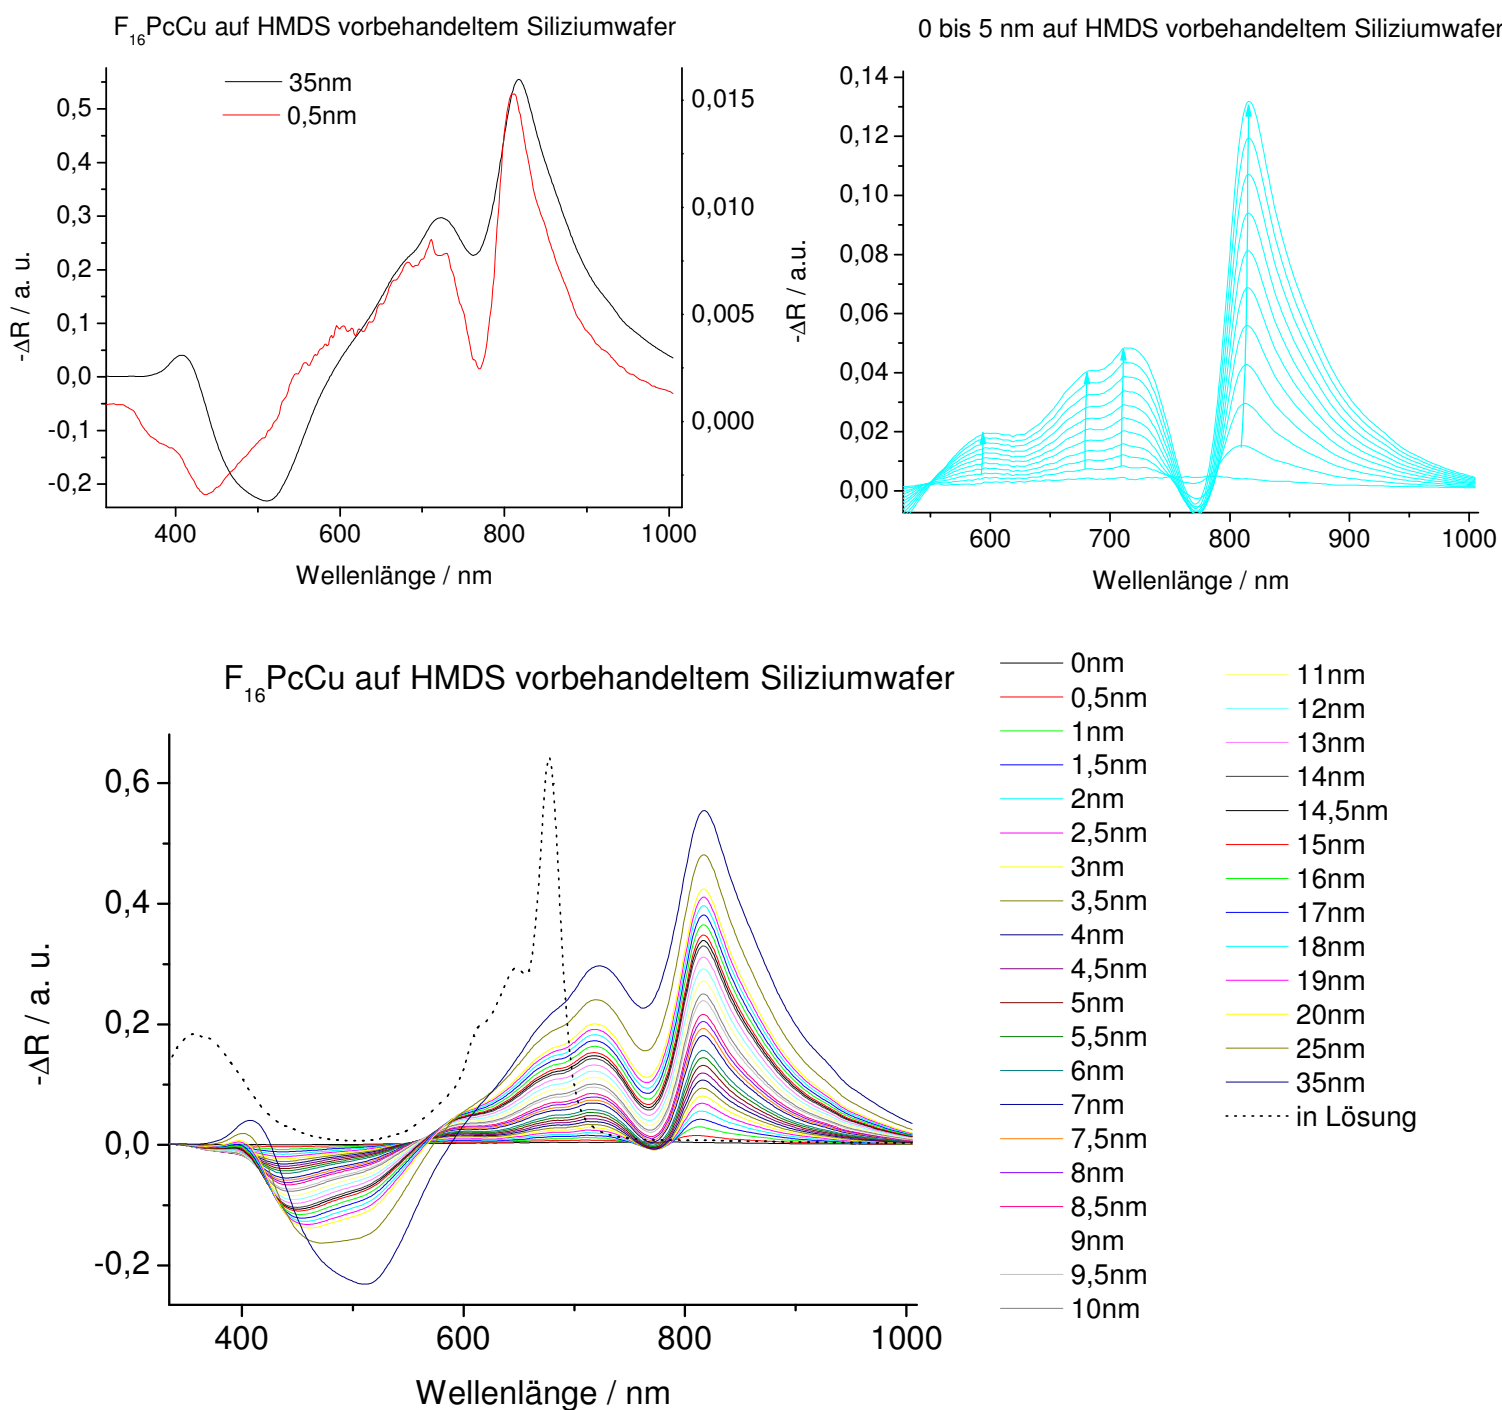 F16PcCu auf HMDS vorbehandeltem Siliziumwafer
35nm
0,5nm
0,5
0,4
0,3
0,2
0,1
0,0
-0,1
-0,2
0,015
0,010
0,005
0,000
-ΔR / a. u.
400 600 800 1000
Wellenlänge / nm
0 bis 5 nm auf HMDS vorbehandeltem Siliziumwafer
0,14
0,12
0,10
0,08
0,06
0,04
0,02
0,00
-ΔR / a.u.
600 700 800 900 1000
Wellenlänge / nm
F16PcCu auf HMDS vorbehandeltem Siliziumwafer
0,6
0,4
0,2
0,0
-0,2
-ΔR / a. u.
400 600 800 1000
Wellenlänge / nm
0nm
0,5nm
1nm
1,5nm
2nm
2,5nm
3nm
3,5nm
4nm
4,5nm
5nm
5,5nm
6nm
7nm
7,5nm
8nm
8,5nm
9nm
9,5nm
10nm
11nm
12nm
13nm
14nm
14,5nm
15nm
16nm
17nm
18nm
19nm
20nm
25nm
35nm
in Lösung